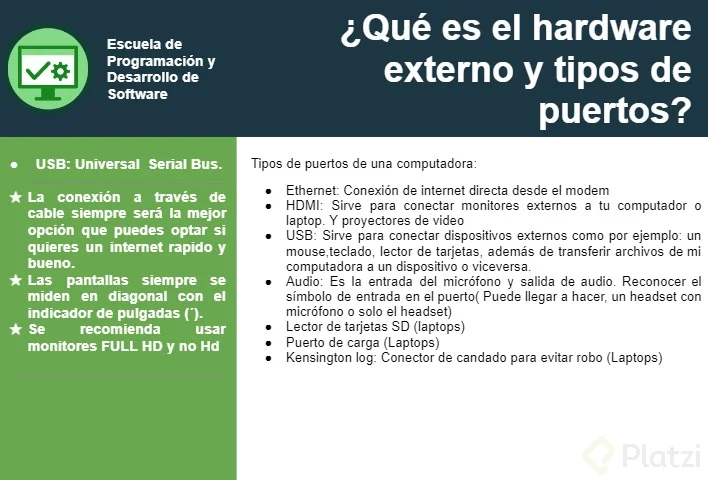 Escuela de
Programación y
Desarrollo de
Software
¿Qué es el hardware
externo y tipos de
puertos?
● USB: Universal Serial Bus.
★ La conexión a través de
cable siempre será la mejor
opción que puedes optar si
quieres un internet rapido y
bueno.
★ Las pantallas siempre se
miden en diagonal con el
indicador de pulgadas (´).
★ Se recomienda usar
monitores FULL HD y no Hd
Tipos de puertos de una computadora:
● Ethernet: Conexión de internet directa desde el modem
● HDMI: Sirve para conectar monitores externos a tu computador o
laptop. Y proyectores de video
● USB: Sirve para conectar dispositivos externos como por ejemplo: un
mouse,teclado, lector de tarjetas, además de transferir archivos de mi
computadora a un dispositivo o viceversa.
● Audio: Es la entrada del micrófono y salida de audio. Reconocer el
símbolo de entrada en el puerto( Puede llegar a hacer, un headset con
micrófono o solo el headset)
● Lector de tarjetas SD (laptops)
● Puerto de carga (Laptops)
● Kensington log: Conector de candado para evitar robo (Laptops)
Platzi